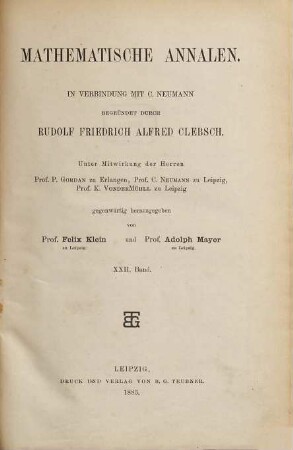 MATHEMATISCHE ANNALEN.
IN VERBINDUNG MIT C. NEUMANN
BEGRÜNDET DURCH
RUDOLF FRIEDRICH ALFRED CLEBSCH.
Unter Mitwirkung der Herren
Prof. P. GORDAN zu Erlangen, Prof. C. NEUMANN zu Leipzig,
Prof. K. VONDERMÜHLL zu Leipzig
gegenwärtig herausgegeben
von
Prof. Felix Klein und Prof. Adolph Mayer
zu Leipzig zu Leipzig.
XXII. Band.
BTG
LEIPZIG,
DRUCK UND VERLAG VON B. G. TEUBNER.
1883.